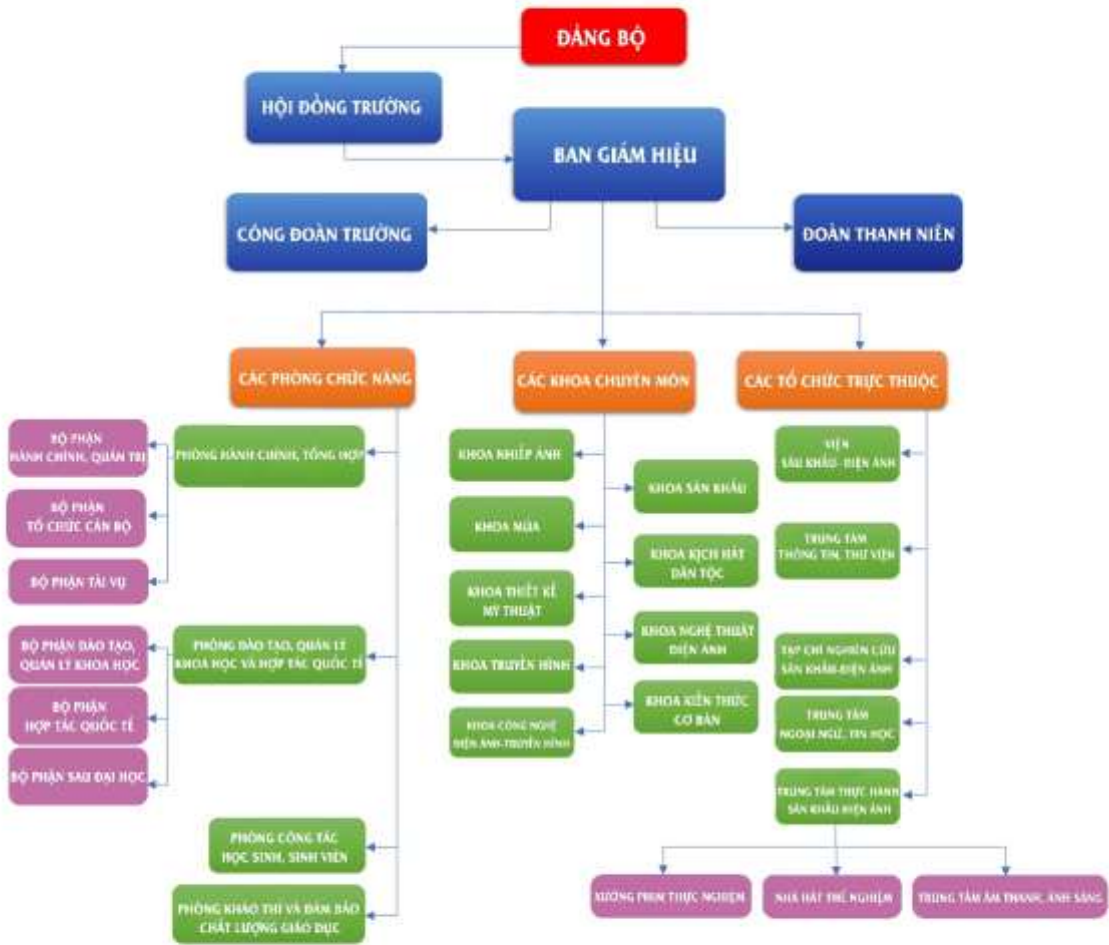 ĐẢNG BỘ
HỘI ĐỒNG TRƯỜNG
BAN GIÁM HIỆU
CÔNG ĐOÀN TRƯỜNG
ĐOÀN THANH NIÊN
CÁC PHÒNG CHỨC NĂNG
CÁC KHOA CHUYÊN MÔN
CÁC TỔ CHỨC TRỰC THUỘC
BỘ PHẬN
HÀNH CHÍNH, QUẢN TRỊ
PHÒNG HÀNH CHÍNH, TỔNG HỢP
BỘ PHẬN
TỔ CHỨC CÁN BỘ
BỘ PHẬN TÀI VỤ
BỘ PHẬN ĐÀO TẠO,
QUẢN LÝ KHOA HỌC
PHÒNG ĐÀO TẠO, QUẢN LÝ
KHOA HỌC VÀ HỢP TÁC QUỐC TẾ
BỘ PHẬN
HỢP TÁC QUỐC TẾ
BỘ PHẬN SAU ĐẠI HỌC
PHÒNG CÔNG TÁC
HỌC SINH, SINH VIÊN
PHÒNG KHẢO THÍ VÀ ĐẢM BẢO
CHẤT LƯỢNG GIÁO DỤC
KHOA NHIẾP ẢNH
KHOA SÂN KHẤU
KHOA MÚA
KHOA KỊCH HÁT
DÂN TỘC
KHOA THIẾT KẾ
MỸ THUẬT
KHOA NGHỆ THUẬT
ĐIỆN ẢNH
KHOA TRUYỀN HÌNH
KHOA KIẾN THỨC
CƠ BẢN
KHOA CÔNG NGHỆ
ĐIỆN ẢNH-TRUYỀN HÌNH
VIỆN
SÂU KHẤU- ĐIỆN ẢNH
TRUNG TÂM
THÔNG TIN, THƯ VIỆN
TẠP CHÍ NGHIÊN CỨU
SÂN KHẤU-ĐIỆN ẢNH
TRUNG TÂM
NGOẠI NGỮ, TIN HỌC
TRUNG TÂM THỰC HÀNH
SÂN KHẤU ĐIỆN ẢNH
XƯỞNG PHIM THỰC NGHIỆM
NHÀ HÁT THỂ NGHIỆM
TRUNG TÂM ÂM THANH, ÁNH SÁNG